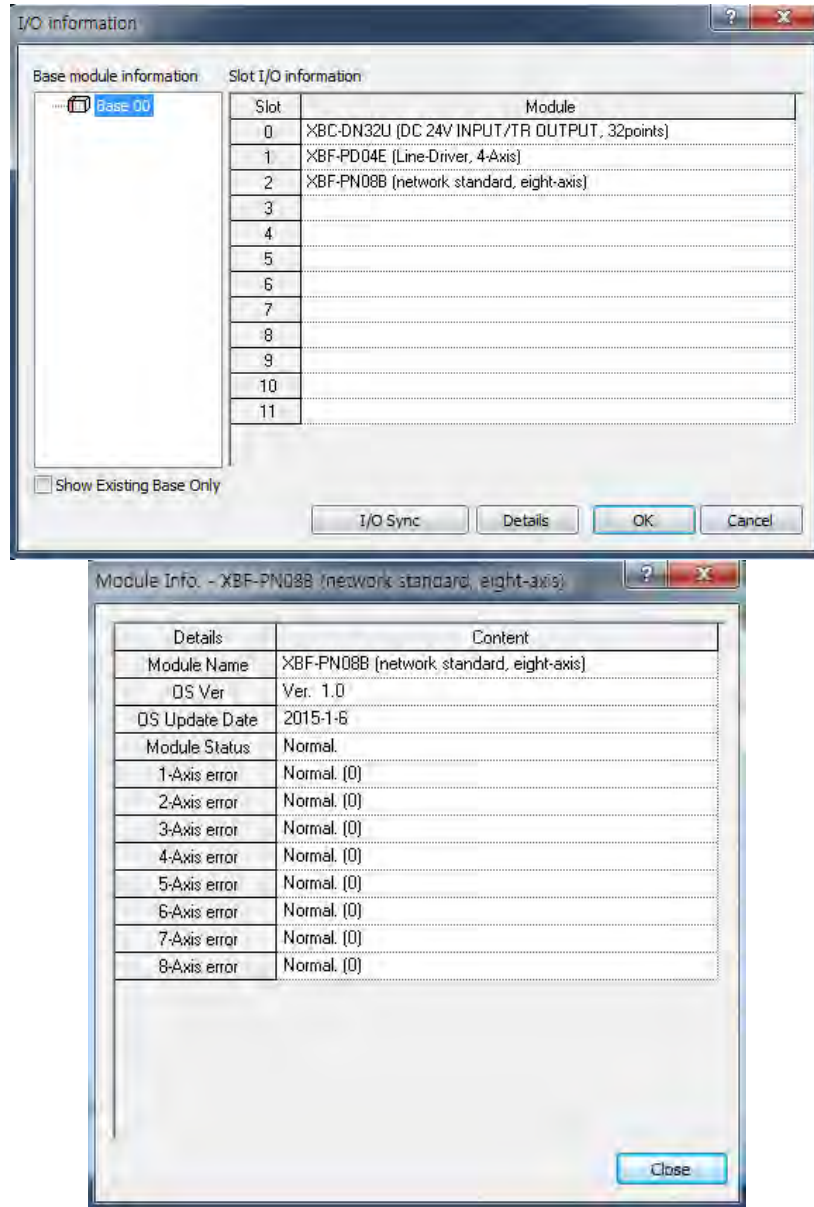 I/O information
Base module information Slot I/O information
Base 00
Slot Module
0 XBC-DN32U (DC 24V INPUT/TR OUTPUT, 32points)
1 XBF-PD04E (Line-Driver, 4-Axis)
2 XBF-PN08B (network standard, eight-axis)
3
4
5
6
7
8
9
10
11
Show Existing Base Only
I/O Sync Details OK Cancel
Module Info. - XBF-PN08B (network standard, eight-axis)
Details Content
Module Name XBF-PN08B (network standard, eight-axis)
OS Ver Ver. 1.0
OS Update Date 2015-1-6
Module Status Normal.
1-Axis error Normal. (0)
2-Axis error Normal. (0)
3-Axis error Normal. (0)
4-Axis error Normal. (0)
5-Axis error Normal. (0)
6-Axis error Normal. (0)
7-Axis error Normal. (0)
8-Axis error Normal. (0)
Close